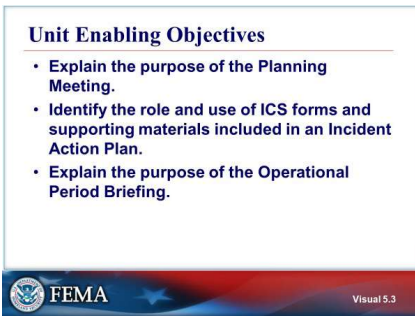 Unit Enabling Objectives
• Explain the purpose of the Planning
Meeting.
• Identify the role and use of ICS forms and
supporting materials included in an Incident
Action Plan.
• Explain the purpose of the Operational
Period Briefing.
FEMA
Visual 5.3